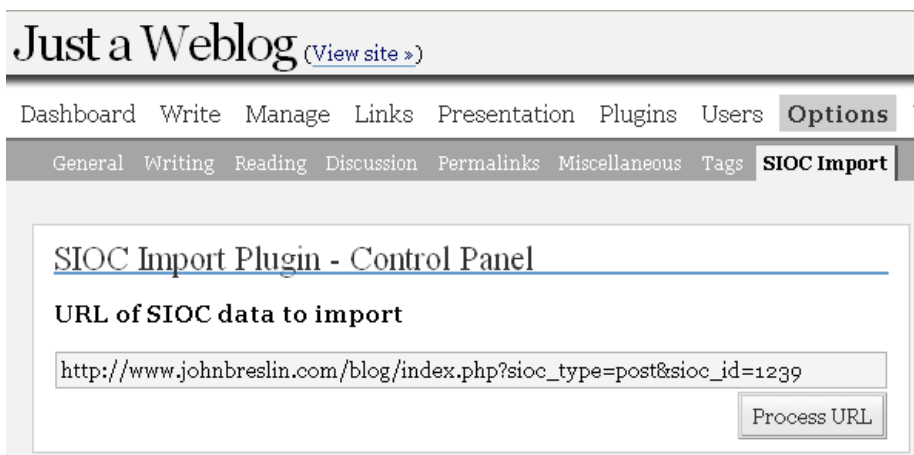 Just a Weblog (View site »)
Dashboard Write Manage Links Presentation Plugins Users Options
General Writing Reading Discussion Permalinks Miscellaneous Tags SIOC Import
SIOC Import Plugin - Control Panel
URL of SIOC data to import
http://www.johnbreslin.com/blog/index.php?sioc_type=post&sioc_id=1239
Process URL